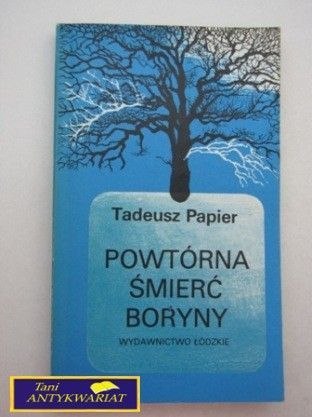 Tadeusz Papier
POWTÓRNA
ŚMIERĆ
BORYNY
WYDAWNICTWO ŁÓDZKIE
Tani
ANTYKWARIAT